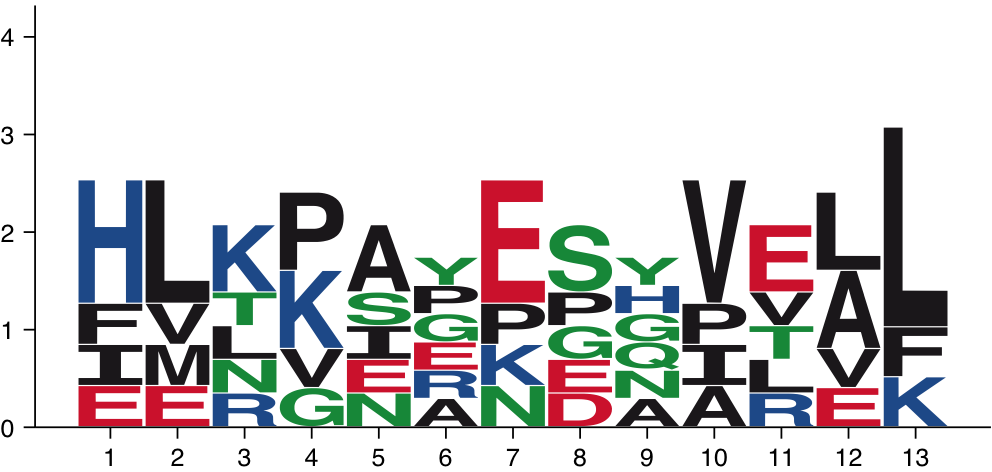 4
3
2
1
0
H L K P A Y E S Y V E L L
F V T K S P P P H P V A F
I M L V I G K G G I T V K
E E N G E E N E Q A L E
R N R D N R
A A
1 2 3 4 5 6 7 8 9 10 11 12 13